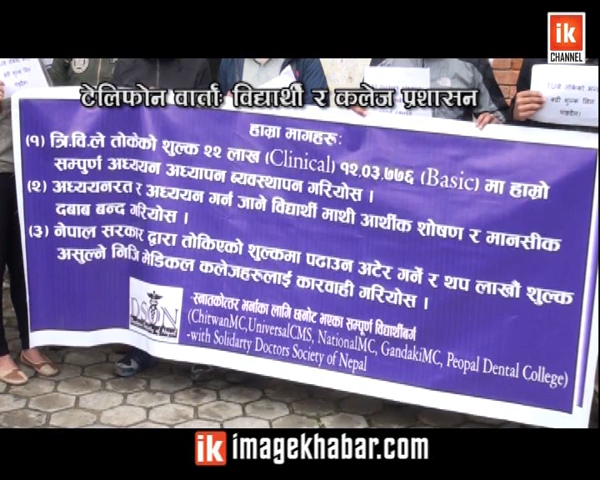 ik
CHANNEL
टेलिफोन वार्ताः विद्यार्थी र कलेज प्रशासन
हाम्रा मागहरू:
(१) त्रि.वि.ले तोकेको शुल्क २२ लाख (Clinical) १२,०३,७७६ (Basic) मा हाम्रो
सम्पुर्ण अध्ययन अध्यापन ब्यवस्थापन गरियोस ।
(२) अध्ययनरत र अध्ययन गर्न जाने विद्यार्थी माथी आर्थीक शोषण र मानसीक
दबाब बन्द गरियोस ।
(३) नेपाल सरकार द्वारा तोकिएको शुल्कमा पढाउन अटेर गर्ने र थप लाखौ शुल्क
असुल्ने निजि मेडिकल कलेजहरूलाई कारवाही गरियोस ।
DSON
-स्नातकोत्तर भर्नाका लागि छनोट भएका सम्पुर्ण विद्यार्थीबर्ग
(ChitwanMC,UniversalCMS, NationalMC, GandakiMC, Peopal Dental College)
-with Solidarty Doctors Society of Nepal
ik imagekhabar.com